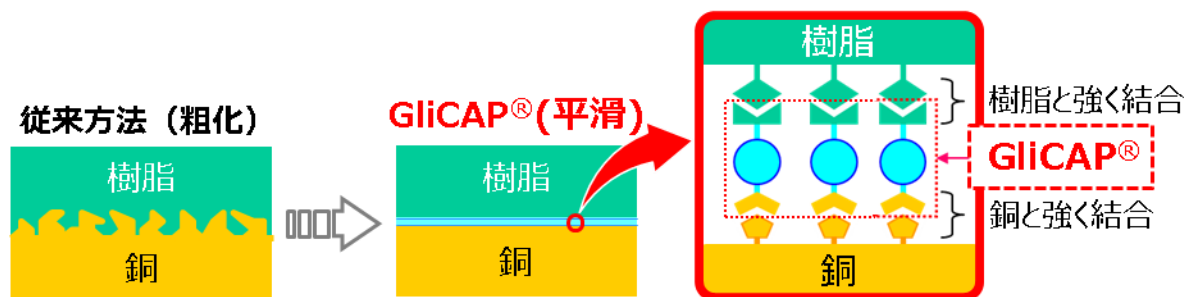 従来方法（粗化）
樹脂
銅
GliCAP®(平滑)
樹脂
銅
樹脂
樹脂と強く結合
GliCAP®
銅と強く結合
銅